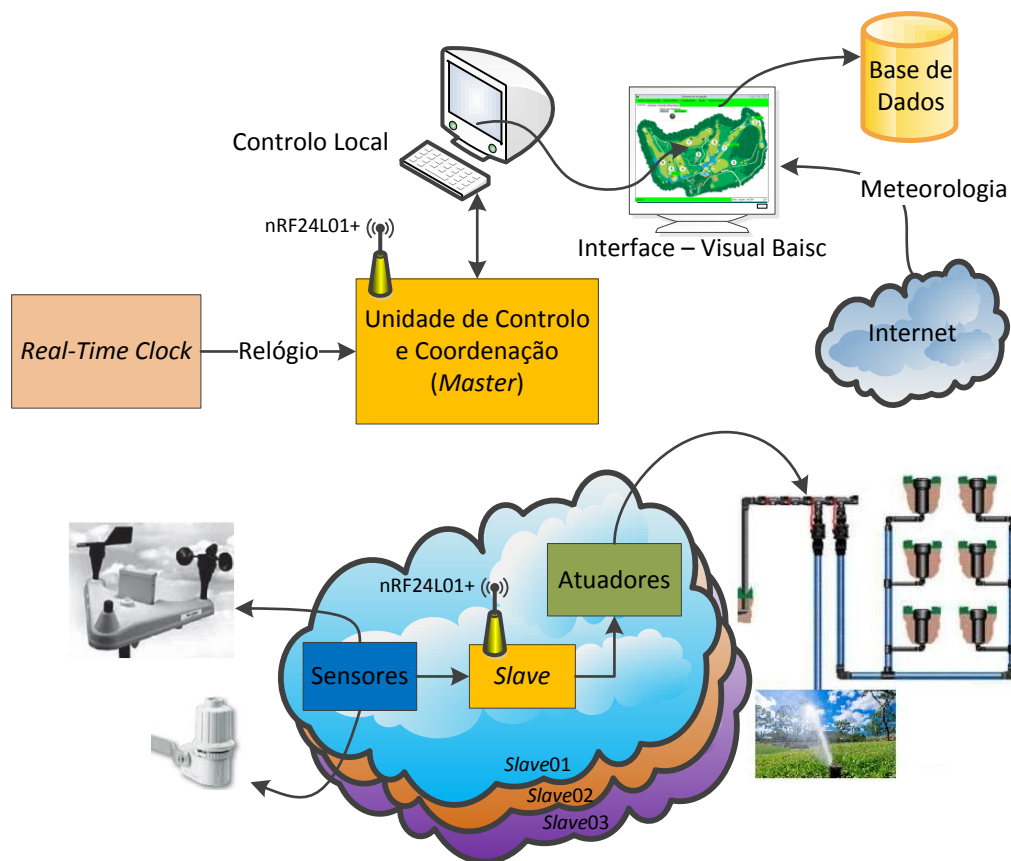 Base de
Dados
Controlo Local
Meteorologia
nRF24L01+
Interface – Visual Baisc
Unidade de Controlo
e Coordenação
(Master)
Real-Time Clock
Relógio
Internet
nRF24L01+
Atuadores
Sensores
Slave
Slave01
Slave02
Slave03